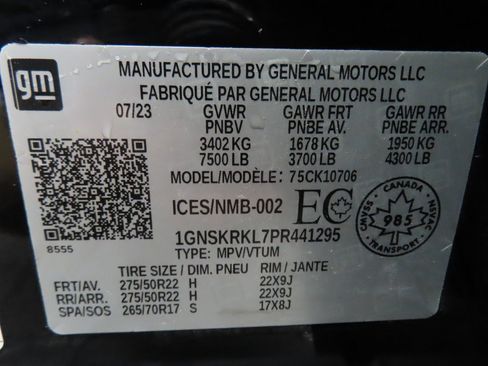 gm
MANUFACTURED BY GENERAL MOTORS LLC
FABRIQUÉ PAR GENERAL MOTORS LLC
07/23 GVWR GAWR FRT GAWR RR
PNBV PNBE AV. PNBE ARR.
3402 KG 1678 KG 1950 KG
7500 LB 3700 LB 4300 LB
MODEL/MODÈLE: 75CK10706
ICES/NMB-002 EC
CANADA
NSVAC 985 NVMAC
TRANSPORT
8555
1GNSKRKL7PR441295
TYPE: MPV/VTUM
TIRE SIZE / DIM. PNEU RIM / JANTE
FRT/AV. 275/50R22 H 22X9J
RR/ARR. 275/50R22 H 22X9J
SPA/SOS 265/70R17 S 17X8J